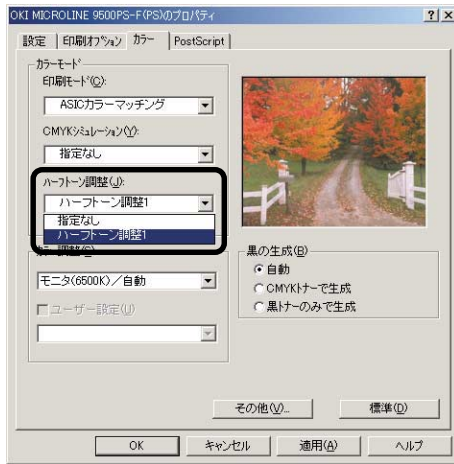 OKI MICROLINE 9500PS-F(PS)のプロパティ
設定 印刷オプション カラー PostScript
カラーモード
印刷モード(C):
ASICカラーマッチング
CMYKシミュレーション(Y):
指定なし
ハーフトーン調整(J):
ハーフトーン調整1
指定なし
ハーフトーン調整1
モニタ(6500K)/自動
ユーザー設定(U)
黒の生成(B)
自動
CMYKトナーで生成
黒トナーのみで生成
その他(V)... 標準(D)
OK キャンセル 適用(A) ヘルプ